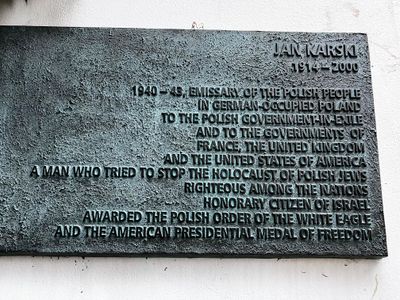 JAN KARSKI
1914 – 2000
1940 – 43, EMISSARY OF THE POLISH PEOPLE
IN GERMAN-OCCUPIED POLAND
TO THE POLISH GOVERNMENT-IN-EXILE
AND TO THE GOVERNMENTS OF
FRANCE, THE UNITED KINGDOM
AND THE UNITED STATES OF AMERICA
A MAN WHO TRIED TO STOP THE HOLOCAUST OF POLISH JEWS
RIGHTEOUS AMONG THE NATIONS
HONORARY CITIZEN OF ISRAEL
AWARDED THE POLISH ORDER OF THE WHITE EAGLE
AND THE AMERICAN PRESIDENTIAL MEDAL OF FREEDOM